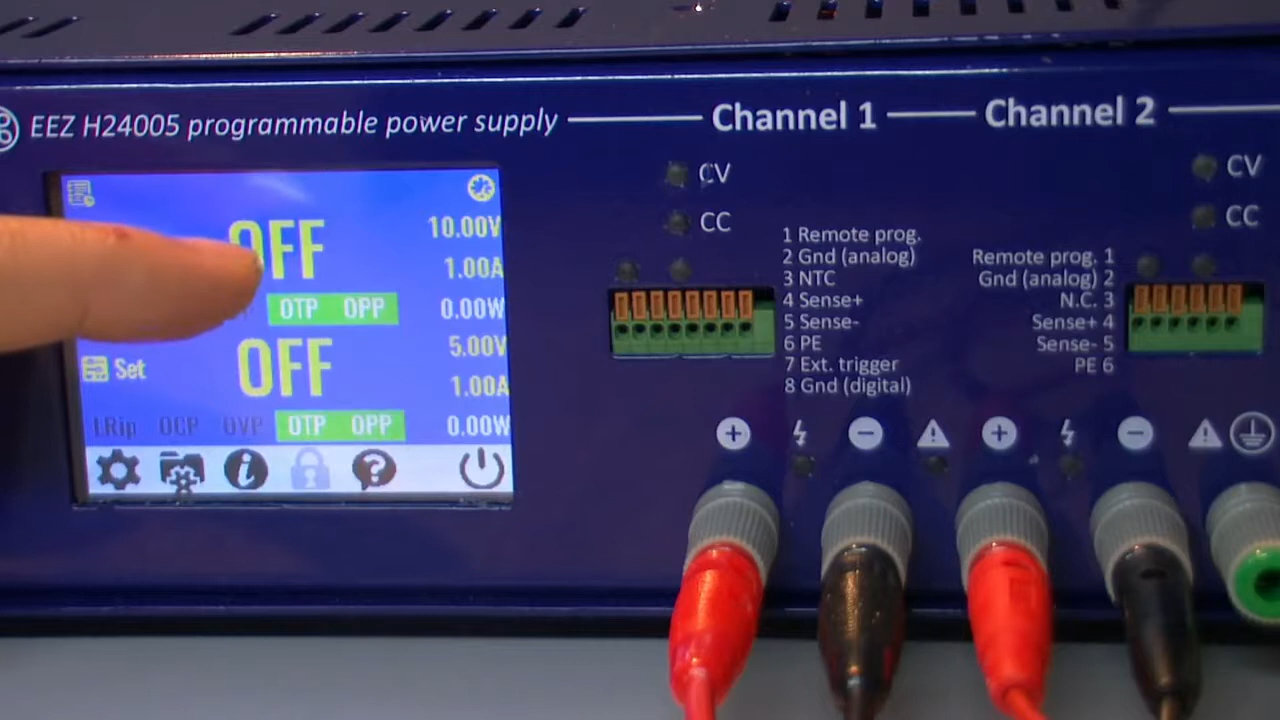 EEZ H24005 programmable power supply
Channel 1
Channel 2
CV
CC
CV
CC
OFF
10.00V
1.00A
OTP OPP
0.00W
Set
OFF
5.00V
1.00A
LRip OCP OVP OTP OPP
0.00W
1 Remote prog.
2 Gnd (analog)
3 NTC
4 Sense+
5 Sense-
6 PE
7 Ext. trigger
8 Gnd (digital)
Remote prog. 1
Gnd (analog) 2
N.C. 3
Sense+ 4
Sense- 5
PE 6